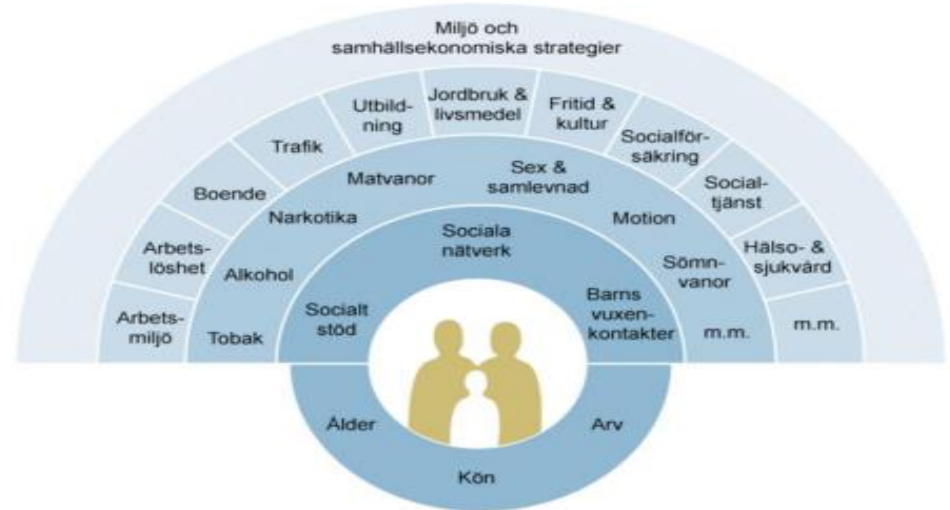 Miljö och
samhällsekonomiska strategier
Arbets-
miljö
Arbets-
löshet
Boende
Trafik
Utbild-
ning
Jordbruk &
livsmedel
Fritid &
kultur
Socialför-
säkring
Social-
tjänst
Hälso- &
sjukvård
m.m.
Tobak
Alkohol
Narkotika
Matvanor
Sex &
samlevnad
Motion
Sömn-
vanor
m.m.
Socialt
stöd
Sociala
nätverk
Barns
vuxen-
kontakter
Ålder
Kön
Arv